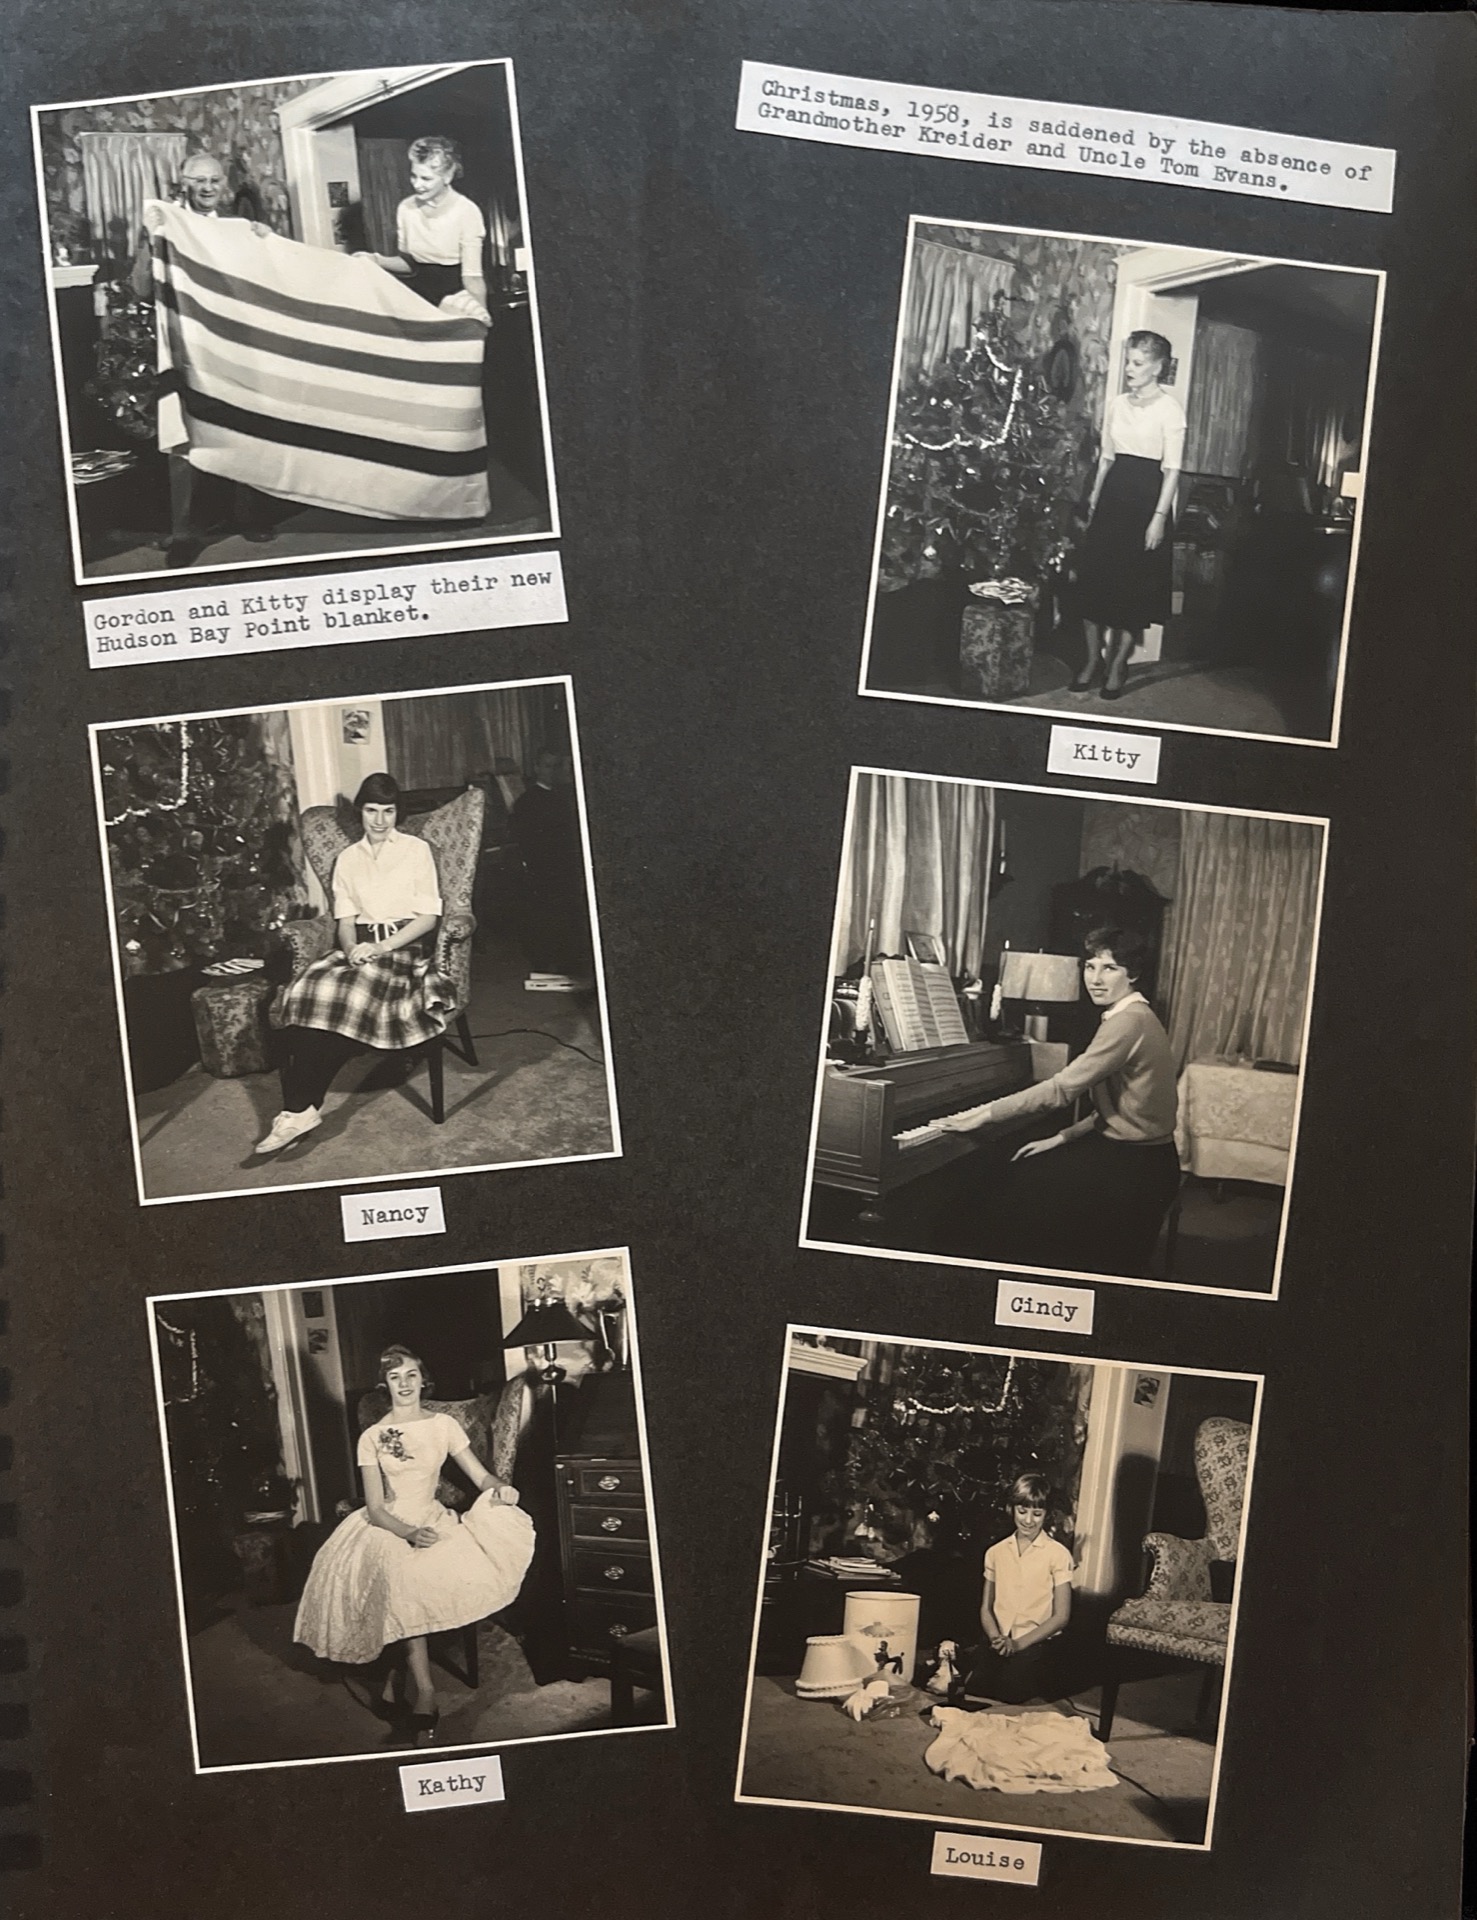 Christmas, 1958, is saddened by the absence of
Grandmother Kreider and Uncle Tom Evans.
Gordon and Kitty display their new
Hudson Bay Point blanket.
Kitty
Nancy
Cindy
Kathy
Louise